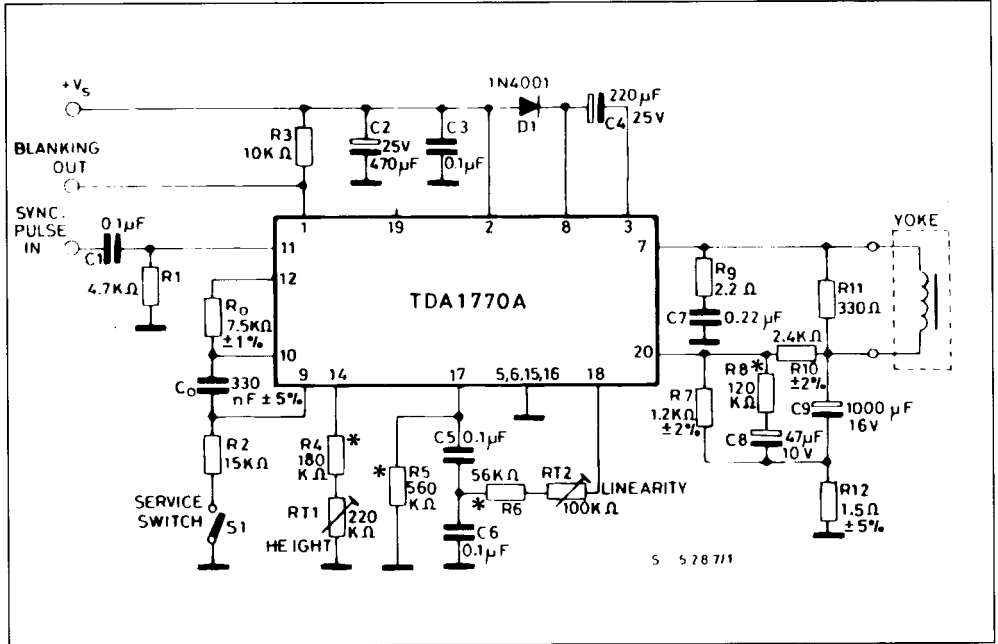 +Vs
BLANKING
OUT
SYNC.
PULSE
IN
0.1µF
C1
4.7KΩ
R1
R3
10KΩ
C2
25V
470µF
C3
0.1µF
1N4001
D1
220µF
C4
25V
1
19
2
8
3
11
12
10
9
14
17
5,6,15,16
18
7
20
TDA1770A
Ro
7.5KΩ
±1%
Co
330
nF ±5%
R2
15KΩ
SERVICE
SWITCH
S1
R4
180
KΩ
*
RT1
220
KΩ
HEIGHT
*
R5
560
KΩ
C5
0.1µF
56KΩ
*
R6
RT2
100KΩ
LINEARITY
C6
0.1µF
R9
2.2 Ω
C7
0.22µF
R7
1.2KΩ
±2%
R8
*
120
KΩ
C8
47µF
10V
2.4KΩ
R10
±2%
R11
330Ω
C9
1000 µF
16V
R12
1.5Ω
±5%
YOKE
S 5287/1